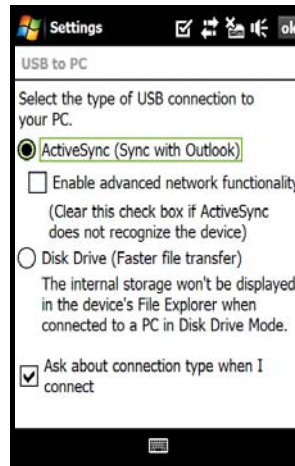 Settings
ok
USB to PC
Select the type of USB connection to
your PC.
ActiveSync (Sync with Outlook)
Enable advanced network functionality
(Clear this check box if ActiveSync
does not recognize the device)
Disk Drive (Faster file transfer)
The internal storage won't be displayed
in the device's File Explorer when
connected to a PC in Disk Drive Mode.
Ask about connection type when I
connect